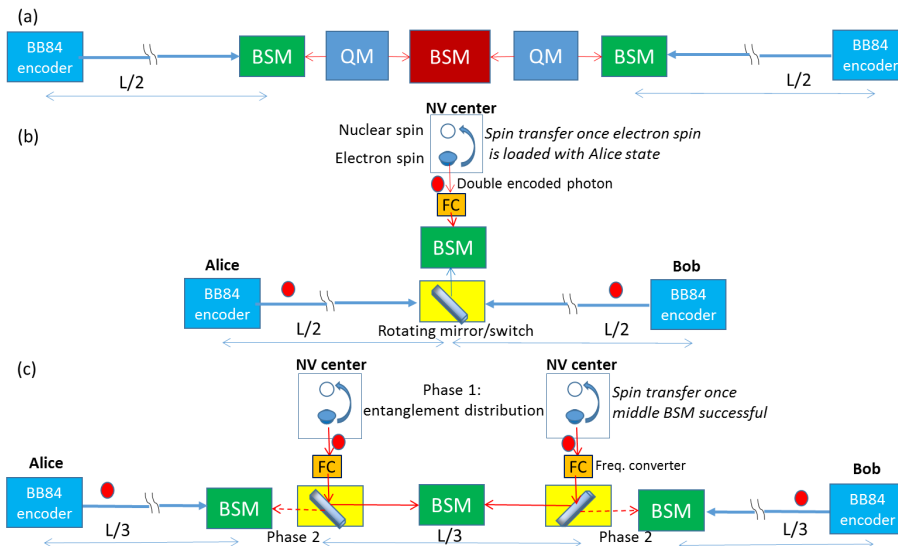 (a)
BB84
encoder
BSM
QM
BSM
QM
BSM
BB84
encoder
L/2
L/2
(b)
NV center
Nuclear spin
Electron spin
Spin transfer once electron spin
is loaded with Alice state
Double encoded photon
FC
BSM
Alice
Bob
BB84
encoder
BB84
encoder
Rotating mirror/switch
L/2
L/2
(c)
NV center
NV center
Phase 1:
entanglement distribution
Spin transfer once
middle BSM successful
FC
FC
Freq. converter
Alice
Bob
BB84
encoder
BSM
BSM
BSM
BB84
encoder
Phase 2
Phase 2
L/3
L/3
L/3